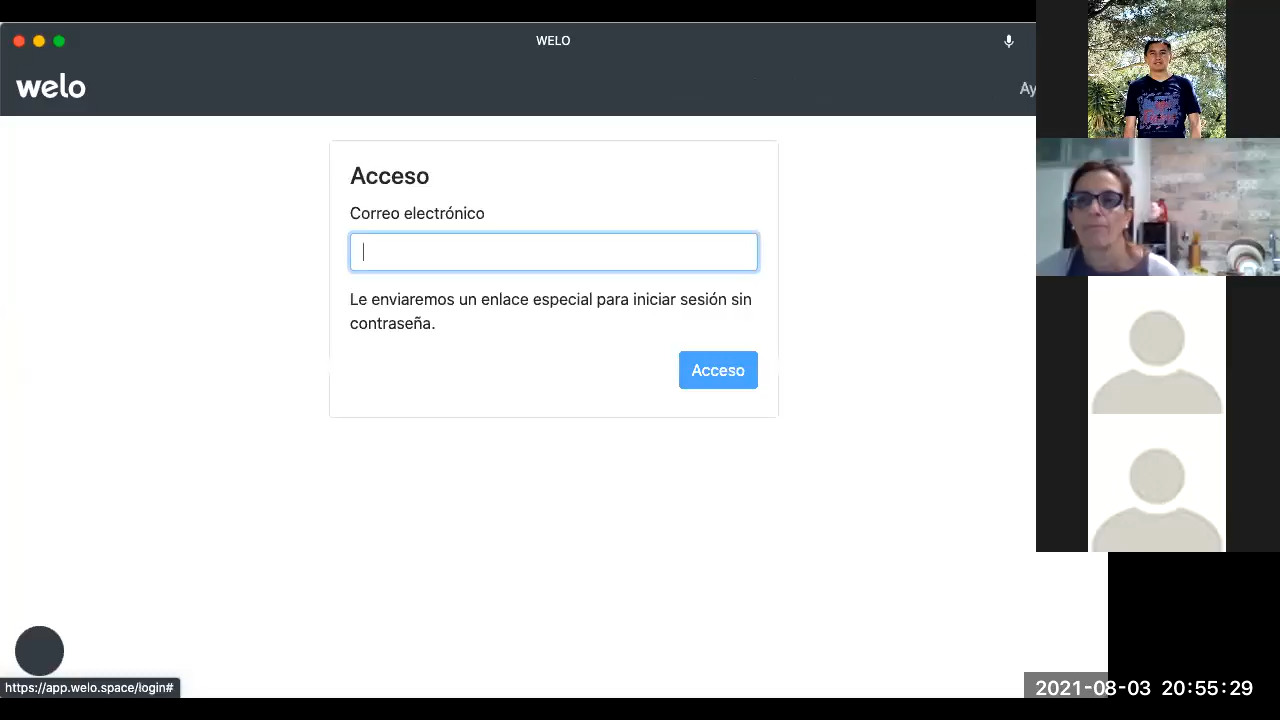 WELO
welo
Ay
Acceso
Correo electrónico
Le enviaremos un enlace especial para iniciar sesión sin
contraseña.
Acceso
https://app.welo.space/login#
2021-08-03 20:55:29